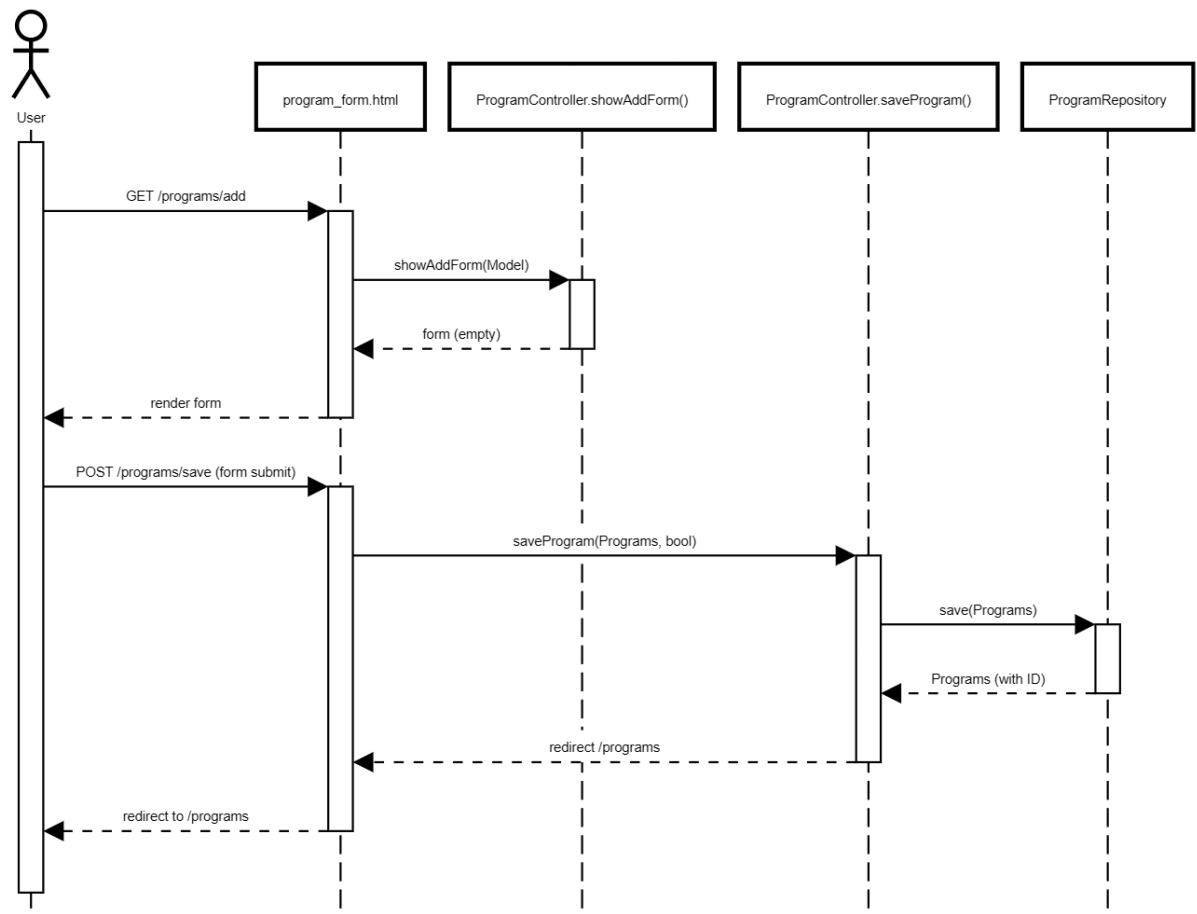 User
program_form.html
ProgramController.showAddForm()
ProgramController.saveProgram()
ProgramRepository
GET /programs/add
showAddForm(Model)
form (empty)
render form
POST /programs/save (form submit)
saveProgram(Programs, bool)
save(Programs)
Programs (with ID)
redirect /programs
redirect to /programs